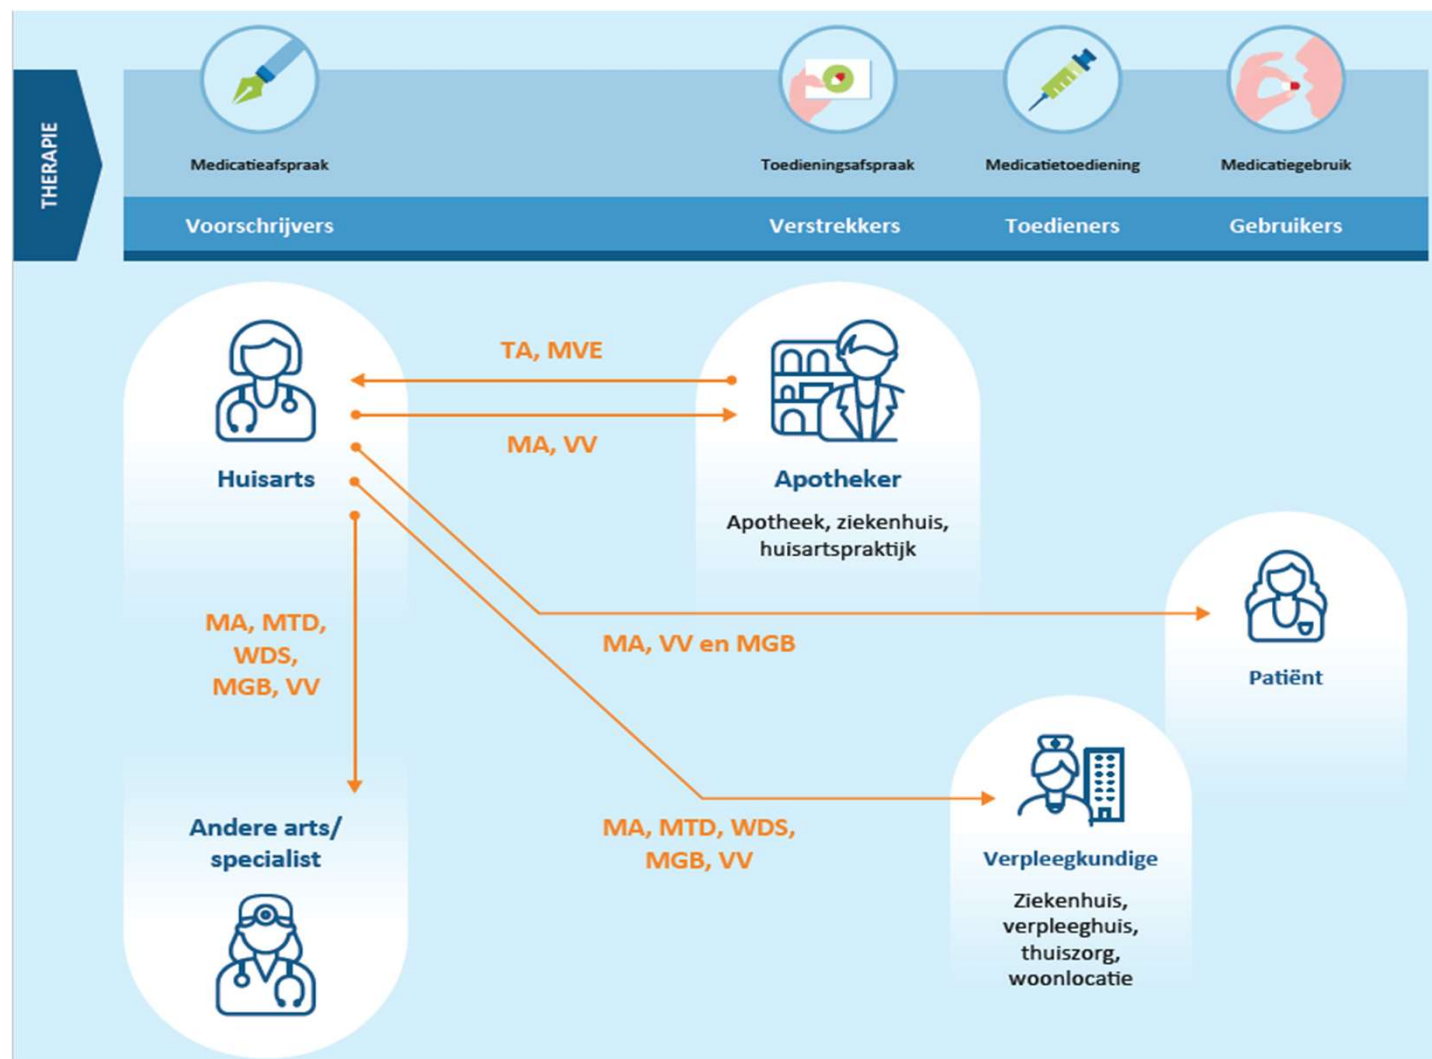 THERAPIE
Medicatieafspraak
Toedieningsafspraak
Medicatietoediening
Medicatiegebruik
Voorschrijvers
Verstrekkers
Toedieners
Gebruikers
TA, MVE
MA, VV
Huisarts
Apotheker
Apotheek, ziekenhuis,
huisartspraktijk
MA, MTD,
WDS,
MGB, VV
MA, VV en MGB
Patiënt
Andere arts/
specialist
MA, MTD, WDS,
MGB, VV
Verpleegkundige
Ziekenhuis,
verpleeghuis,
thuiszorg,
woonlocatie